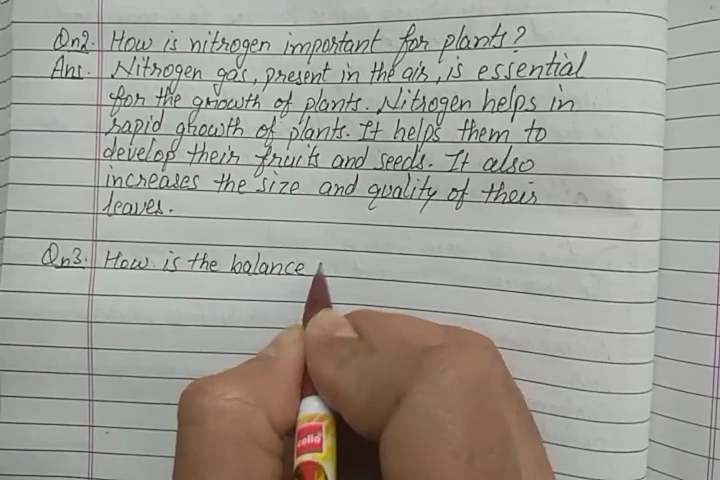 Qn2. How is nitrogen important for plants?
Ans. Nitrogen gas, present in the air, is essential
for the growth of plants. Nitrogen helps in
rapid growth of plants. It helps them to
develop their fruits and seeds. It also
increases the size and quality of their
leaves.
Qn3. How is the balance
cello